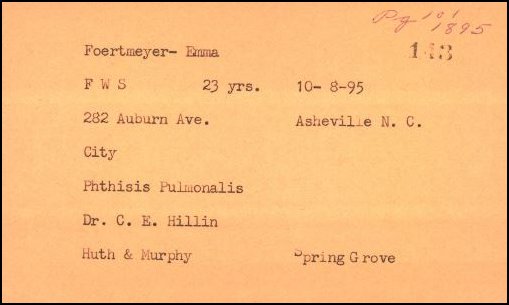 Pg 101
1895
143
Foertmeyer- Emma
F W S 23 yrs. 10- 8-95
282 Auburn Ave. Asheville N. C.
City
Phthisis Pulmonalis
Dr. C. E. Hillin
Huth & Murphy Spring Grove